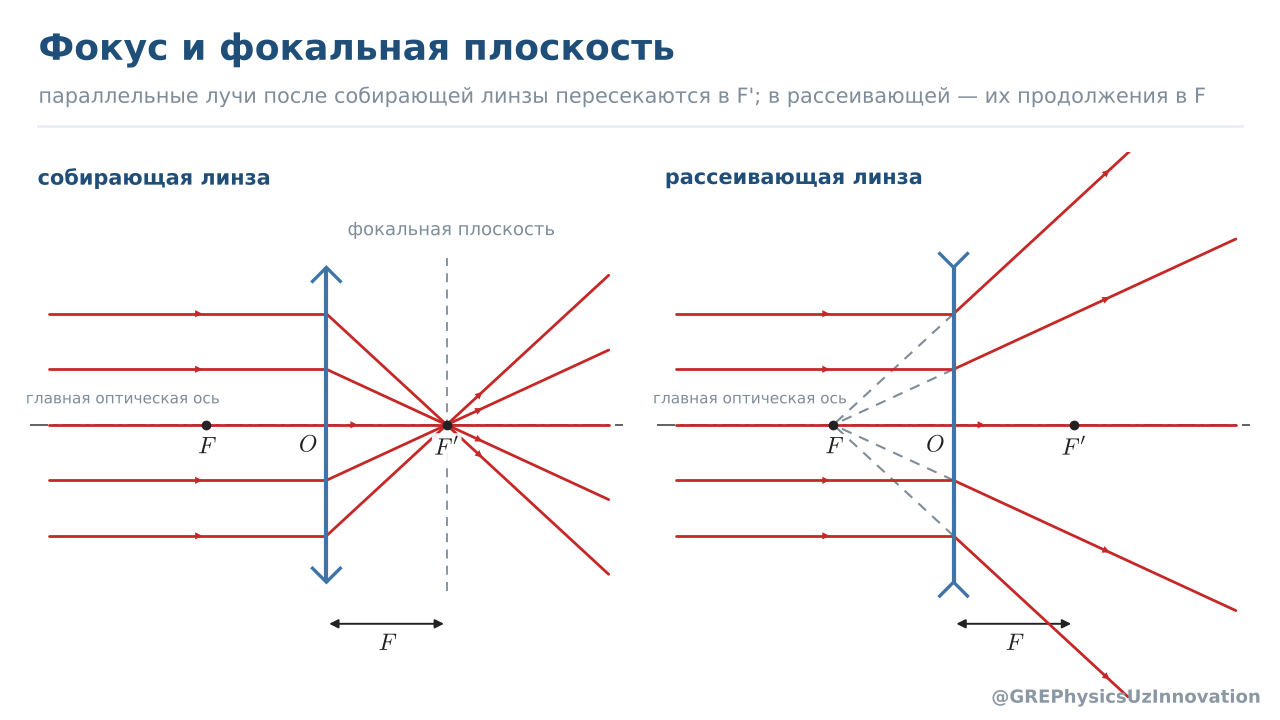 Фокус и фокальная плоскость
параллельные лучи после собирающей линзы пересекаются в F'; в рассеивающей — их продолжения в F
собирающая линза
фокальная плоскость
главная оптическая ось
F
O
F′
F
рассеивающая линза
главная оптическая ось
F
O
F′
F
@GREPhysicsUzInnovation